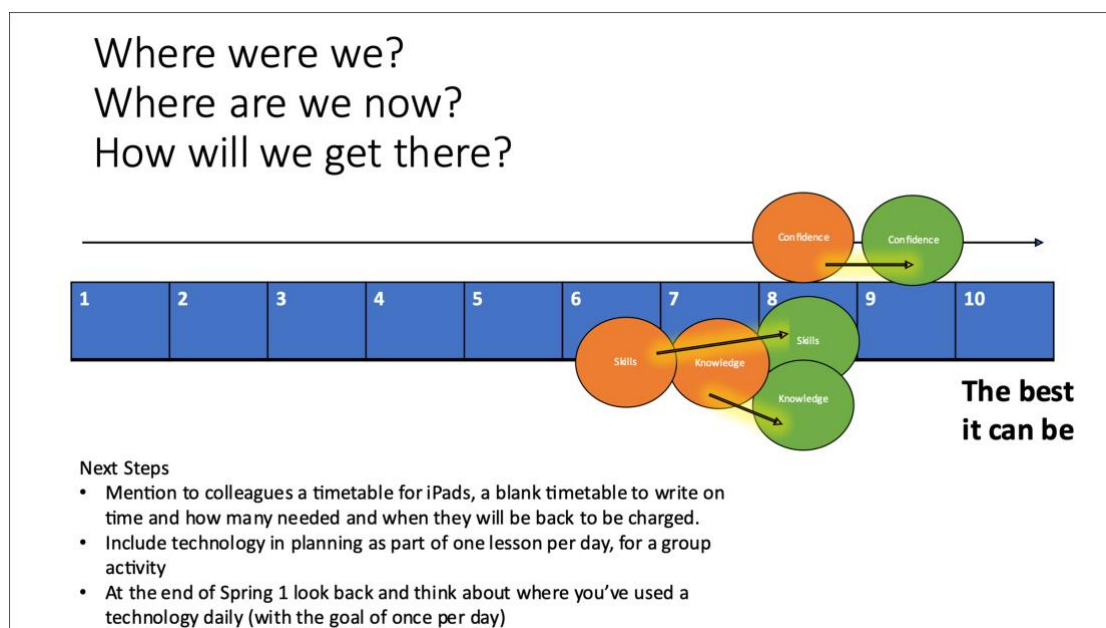 Where were we?
Where are we now?
How will we get there?
Confidence
Confidence
1 2 3 4 5 6 7 8 9 10
Skills
Knowledge
Skills
Knowledge
The best
it can be
Next Steps
• Mention to colleagues a timetable for iPads, a blank timetable to write on
time and how many needed and when they will be back to be charged.
• Include technology in planning as part of one lesson per day, for a group
activity
• At the end of Spring 1 look back and think about where you’ve used a
technology daily (with the goal of once per day)